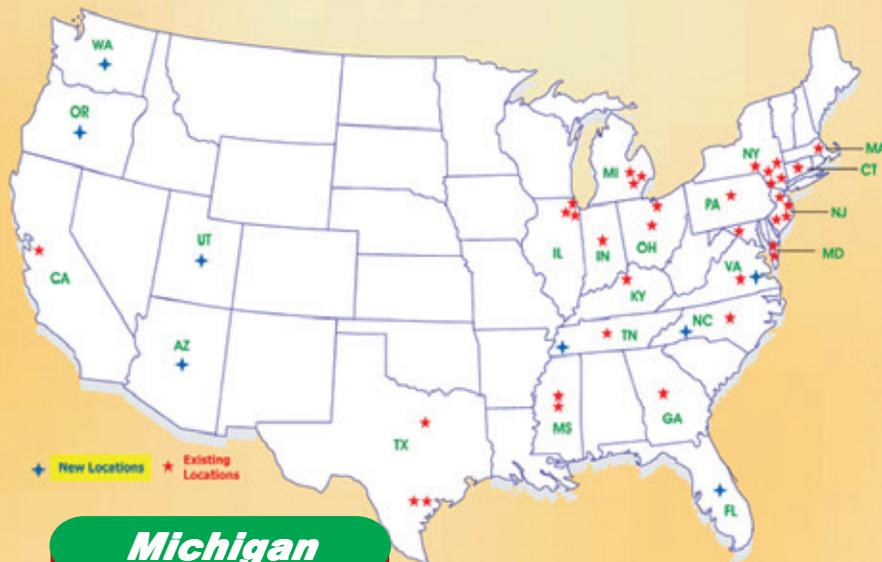 WA
OR
NY
MA
CT
MI
PA
NJ
UT
IL
IN
OH
MD
CA
VA
KY
AZ
TN
NC
MS
GA
TX
FL
New Locations
Existing
Locations
Michigan